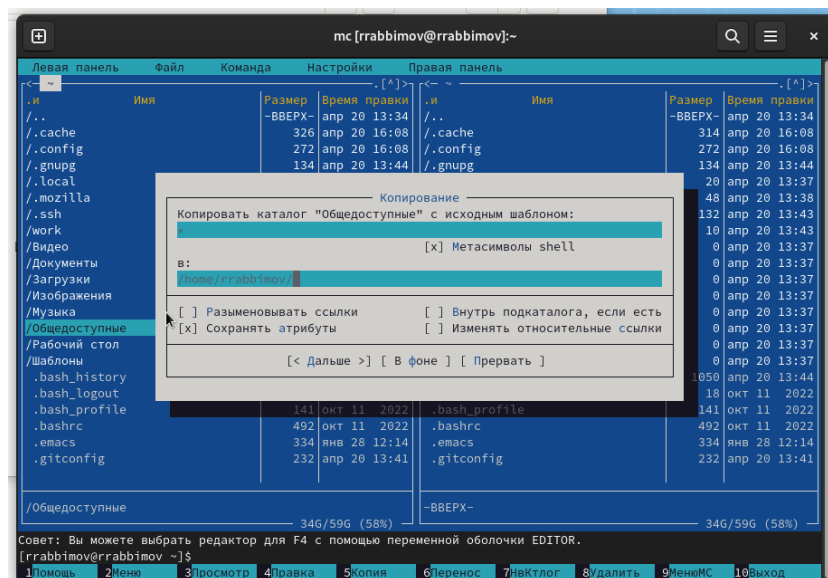 mc [rrabbimov@rrabbimov]:~
Левая панель Файл Команда Настройки Правая панель
<— ~ .[^]> <— ~ .[^]>
.и Имя Размер Время правки .и Имя Размер Время правки
/.. -ВВЕРХ- апр 20 13:34 /.. -ВВЕРХ- апр 20 13:34
/.cache 326 апр 20 16:08 /.cache 314 апр 20 16:08
/.config 272 апр 20 16:08 /.config 272 апр 20 16:08
/.gnupg 134 апр 20 13:44 /.gnupg 134 апр 20 13:44
/.local 20 апр 20 13:37
/.mozilla 48 апр 20 13:38
/.ssh 132 апр 20 13:43
/work 10 апр 20 13:43
/Видео 0 апр 20 13:37
/Документы 0 апр 20 13:37
/Загрузки 0 апр 20 13:37
/Изображения 0 апр 20 13:37
/Музыка 0 апр 20 13:37
/Общедоступные 0 апр 20 13:37
/Рабочий стол 0 апр 20 13:37
/Шаблоны 0 апр 20 13:37
.bash_history 1050 апр 20 13:44
.bash_logout 18 окт 11 2022
.bash_profile 141 окт 11 2022 .bash_profile 141 окт 11 2022
.bashrc 492 окт 11 2022 .bashrc 492 окт 11 2022
.emacs 334 янв 28 12:14 .emacs 334 янв 28 12:14
.gitconfig 232 апр 20 13:41 .gitconfig 232 апр 20 13:41
Копирование
Копировать каталог "Общедоступные" с исходным шаблоном:
*
[x] Метасимволы shell
в:
/home/rrabbimov/
[ ] Разыменовывать ссылки [ ] Внутрь подкаталога, если есть
[x] Сохранять атрибуты [ ] Изменять относительные ссылки
[< Дальше >] [ В фоне ] [ Прервать ]
/Общедоступные -ВВЕРХ-
34G/59G (58%) 34G/59G (58%)
Совет: Вы можете выбрать редактор для F4 с помощью переменной оболочки EDITOR.
[rrabbimov@rrabbimov ~]$
1Помощь 2Меню 3Просмотр 4Правка 5Копия 6Перенос 7НвКтлог 8Удалить 9МенюMC 10Выход